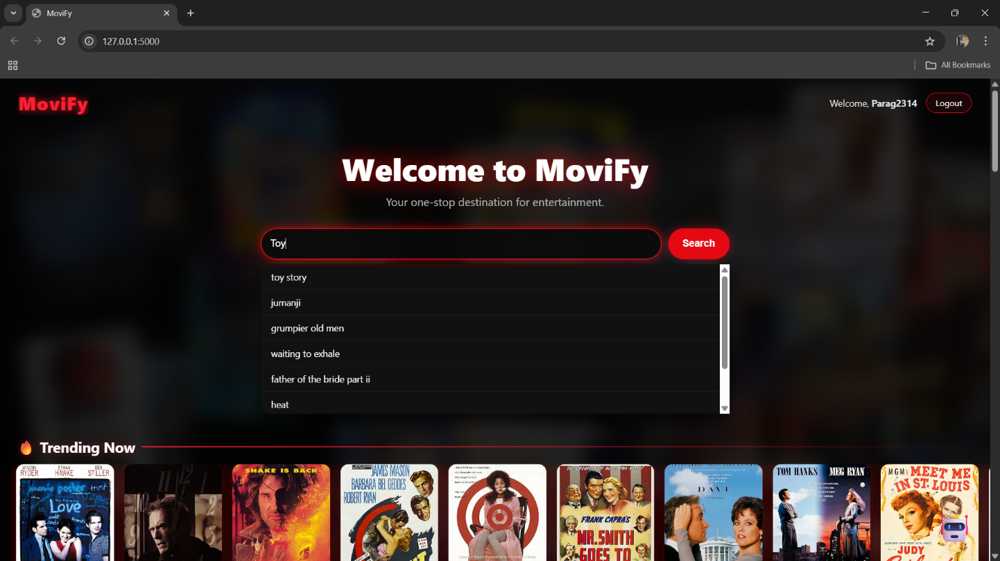 MoviFy
127.0.0.1:5000
All Bookmarks
MoviFy
Welcome, Parag2314
Logout
Welcome to MoviFy
Your one-stop destination for entertainment.
Toy
Search
toy story
jumanji
grumpier old men
waiting to exhale
father of the bride part ii
heat
Trending Now
WINONA RYDER
ETHAN HAWKE
BEN STILLER
movie poster trust
Love
could
friends
candy
SNAKE IS BACK
JAMES MASON
BARBARA BEL GEDDES
ROBERT RYAN
FRANK CAPRA'S
MR. SMITH
GOES TO
DAVE
TOM HANKS MEG RYAN
MGM's
MEET ME
IN ST. LOUIS
JUDY